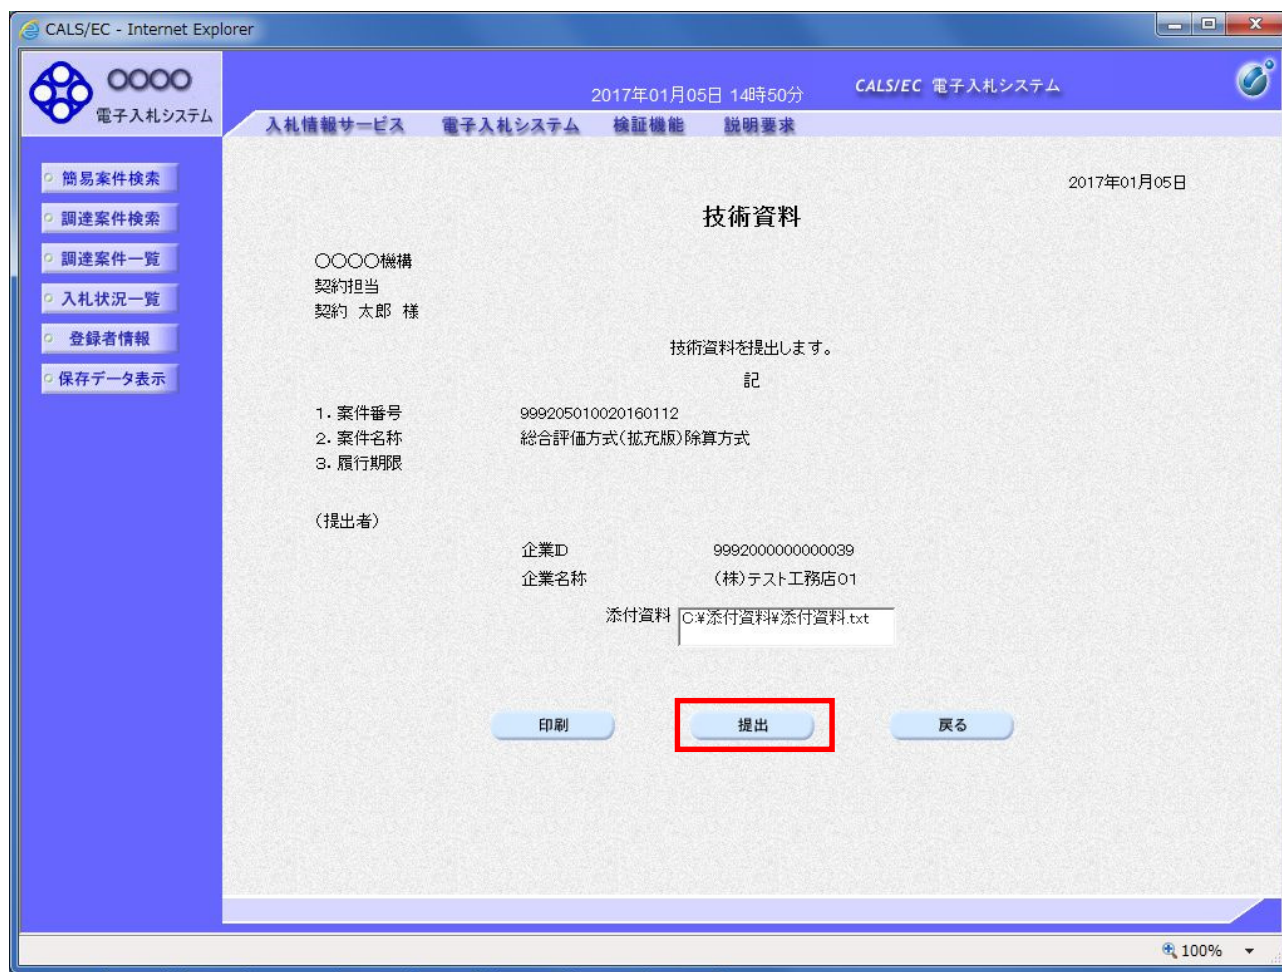 CALS/EC - Internet Explorer
〇〇〇〇
電子入札システム
2017年01月05日 14時50分
CALS/EC 電子入札システム
入札情報サービス 電子入札システム 検証機能 説明要求
簡易案件検索
調達案件検索
調達案件一覧
入札状況一覧
登録者情報
保存データ表示
2017年01月05日
技術資料
〇〇〇〇機構
契約担当
契約 太郎 様
技術資料を提出します。
記
1. 案件番号 999205010020160112
2. 案件名称 総合評価方式(拡充版)除算方式
3. 履行期限
(提出者)
企業ID 9992000000000039
企業名称 (株)テスト工務店01
添付資料 C:¥添付資料¥添付資料.txt
印刷 提出 戻る
100%